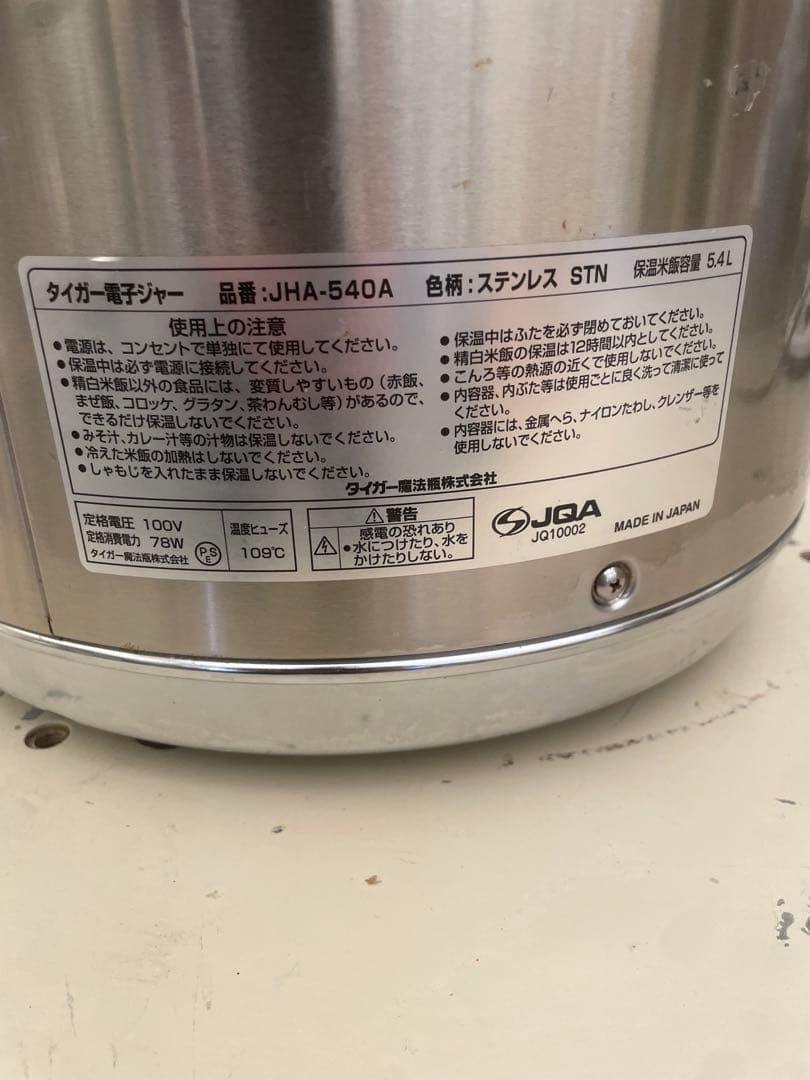 タイガー電子ジャー 品番:JHA-540A 色柄:ステンレス STN 保温米飯容量 5.4L
使用上の注意
●電源は、コンセントで単独にて使用してください。
●保温中は必ず電源に接続してください。
●精白米飯以外の食品には、変質しやすいもの(赤飯、
まぜ飯、コロッケ、グラタン、茶わんむし等)があるので、
できるだけ保温しないでください。
●みそ汁、カレー汁等の汁物は保温しないでください。
●冷えた米飯の加熱はしないでください。
●しゃもじを入れたまま保温しないでください。
●保温中はふたを必ず閉めておいてください。
●精白米飯の保温は12時間以内としてください。
●こんろ等の熱源の近くで使用しないでください。
●内容器、内ぶた等は使用ごとに良く洗って清潔に使って
ください。
●内容器には、金属へら、ナイロンたわし、クレンザー等を
使用しないでください。
タイガー魔法瓶株式会社
定格電圧 100V
定格消費電力 78W
タイガー魔法瓶株式会社
PSE
温度ヒューズ
109℃
⚠警告
感電の恐れあり
●水につけたり、水を
かけたりしない。
JQA
JQ10002
MADE IN JAPAN